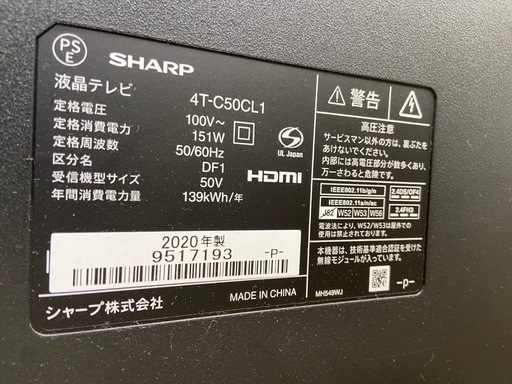 PS
E
SHARP
液晶テレビ 4T-C50CL1
定格電圧 100V～
定格消費電力 151W
定格周波数 50/60Hz
区分名 DF1
受信機型サイズ 50V
年間消費電力量 139kWh/年
UL Japan
HDMI
2020年製
9517193 -P-
シャープ株式会社
MADE IN CHINA
警告
高圧注意
サービスマン以外の方は、裏ぶたを
あけないでください。
内部には高電圧部分が数多くあり、
万一さわると危険です。
IEEE802.11b/g/n
IEEE802.11a/n/ac
J52 W52 W53 W56
2.4DS/OF4
2.4FH3
電波法により、W52/W53は屋外での
使用は禁止されております。
本機器は、技術基準適合認証を受けた
無線モジュールが入っています。
-p-
MH549WJ